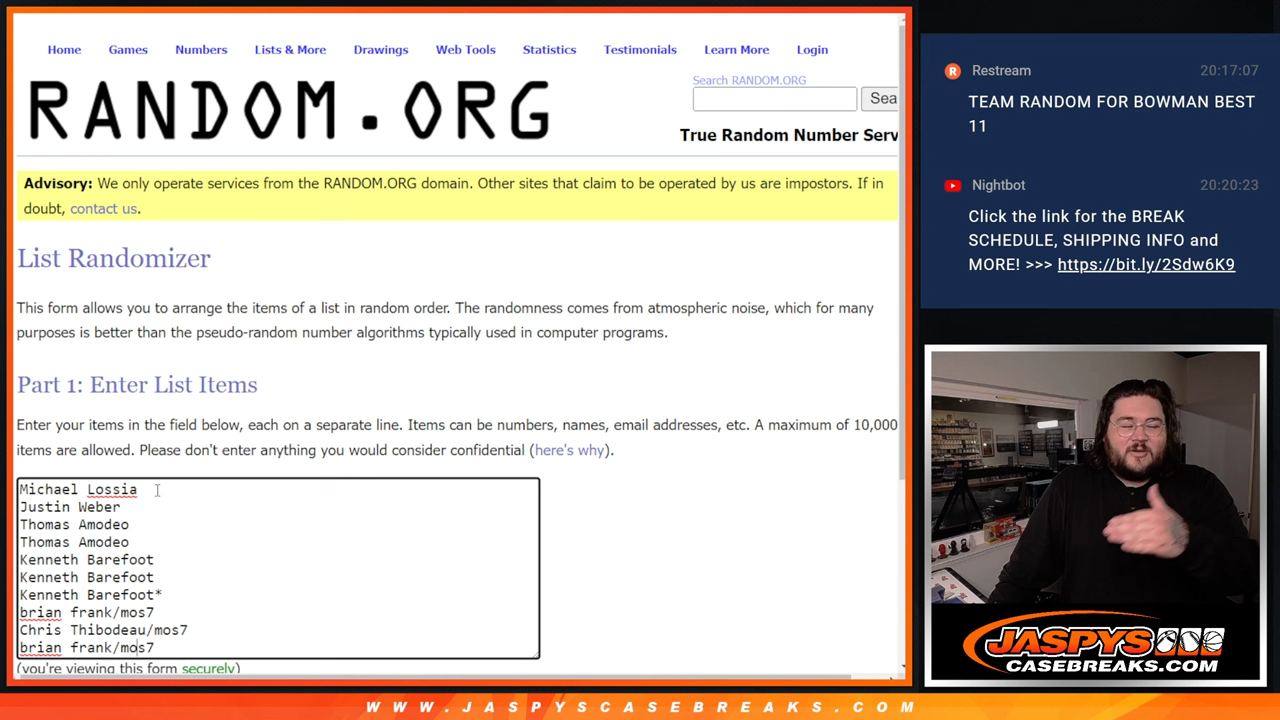 Home Games Numbers Lists & More Drawings Web Tools Statistics Testimonials Learn More Login
RANDOM.ORG
Search RANDOM.ORG
Sea
True Random Number Serv
Advisory: We only operate services from the RANDOM.ORG domain. Other sites that claim to be operated by us are impostors. If in
doubt, contact us.
List Randomizer
This form allows you to arrange the items of a list in random order. The randomness comes from atmospheric noise, which for many
purposes is better than the pseudo-random number algorithms typically used in computer programs.
Part 1: Enter List Items
Enter your items in the field below, each on a separate line. Items can be numbers, names, email addresses, etc. A maximum of 10,000
items are allowed. Please don't enter anything you would consider confidential (here's why).
Michael Lossia
Justin Weber
Thomas Amodeo
Thomas Amodeo
Kenneth Barefoot
Kenneth Barefoot
Kenneth Barefoot*
brian frank/mos7
Chris Thibodeau/mos7
brian frank/mos7
(you're viewing this form securely)
R Restream 20:17:07
TEAM RANDOM FOR BOWMAN BEST
11
Nightbot 20:20:23
Click the link for the BREAK
SCHEDULE, SHIPPING INFO and
MORE! >>> https://bit.ly/2Sdw6K9
JASPYS
CASEBREAKS.COM
WWW.JASPYSCASEBREAKS.COM